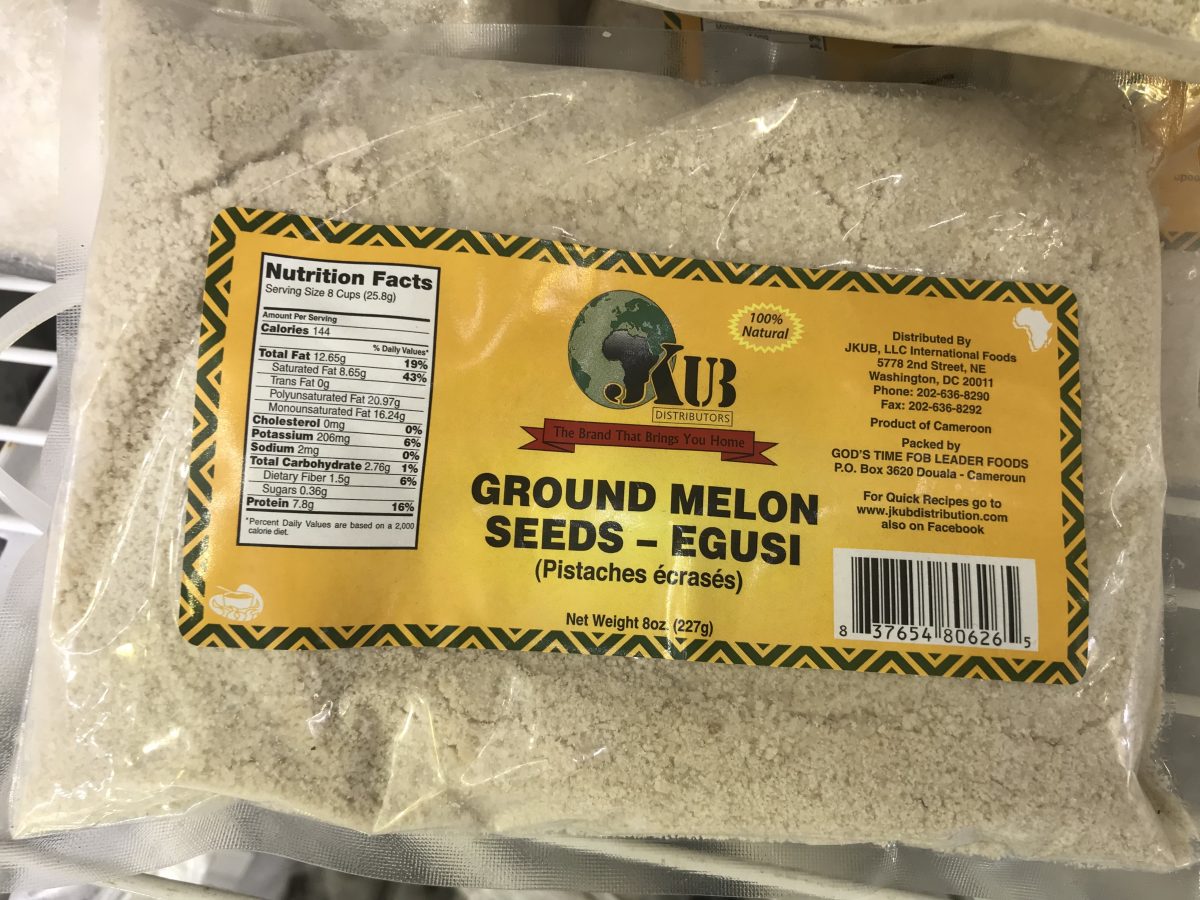 Nutrition Facts
Serving Size 8 Cups (25.8g)
Amount Per Serving
Calories 144
% Daily Values*
Total Fat 12.65g 19%
Saturated Fat 8.65g 43%
Trans Fat 0g
Polyunsaturated Fat 20.97g
Monounsaturated Fat 16.24g
Cholesterol 0mg 0%
Potassium 206mg 6%
Sodium 2mg 0%
Total Carbohydrate 2.76g 1%
Dietary Fiber 1.5g 6%
Sugars 0.36g
Protein 7.8g 16%
*Percent Daily Values are based on a 2,000
calorie diet.
JKUB
DISTRIBUTORS
The Brand That Brings You Home
100%
Natural
GROUND MELON
SEEDS – EGUSI
(Pistaches écrasés)
Net Weight 8oz. (227g)
Distributed By
JKUB, LLC International Foods
5778 2nd Street, NE
Washington, DC 20011
Phone: 202-636-8290
Fax: 202-636-8292
Product of Cameroon
Packed by
GOD'S TIME FOB LEADER FOODS
P.O. Box 3620 Douala - Cameroun
For Quick Recipes go to
www.jkubdistribution.com
also on Facebook
8 37654 80626 5